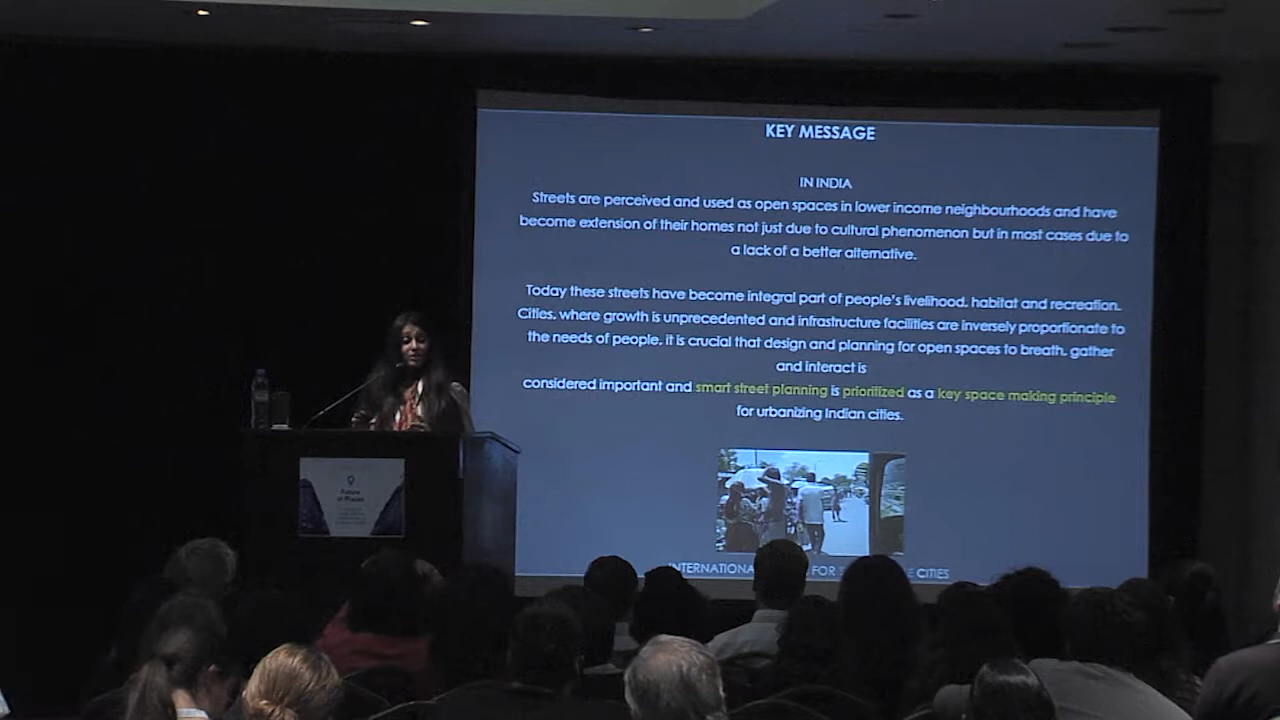 KEY MESSAGE
IN INDIA
Streets are perceived and used as open spaces in lower income neighbourhoods and have
become extension of their homes not just due to cultural phenomenon but in most cases due to
a lack of a better alternative.
Today these streets have become integral part of people's livelihood, habitat and recreation.
Cities, where growth is unprecedented and infrastructure facilities are inversely proportionate to
the needs of people, it is crucial that design and planning for open spaces to breath, gather
and interact is
considered important and smart street planning is prioritized as a key space making principle
for urbanizing Indian cities.
FOR CITIES
Future
of Places